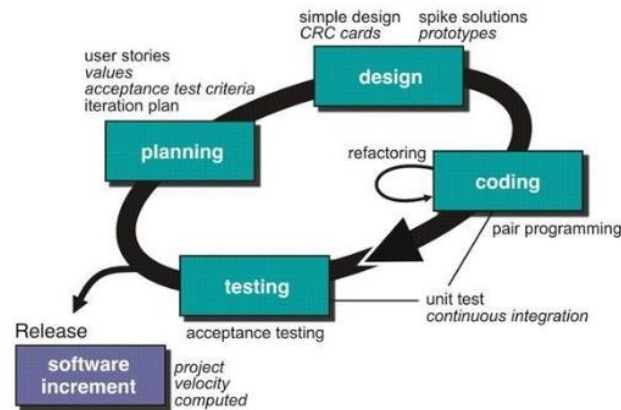 simple design
CRC cards
spike solutions
prototypes
design
user stories
values
acceptance test criteria
iteration plan
planning
refactoring
coding
pair programming
testing
acceptance testing
unit test
continuous integration
Release
software
increment
project
velocity
computed